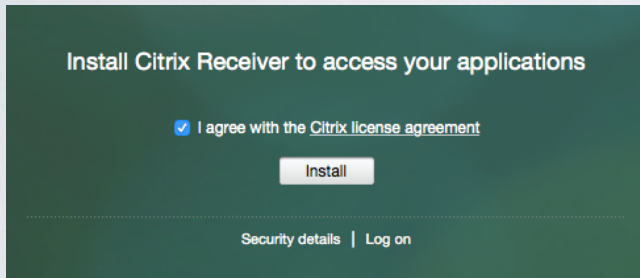 Install Citrix Receiver to access your applications
I agree with the Citrix license agreement
Install
Security details | Log on